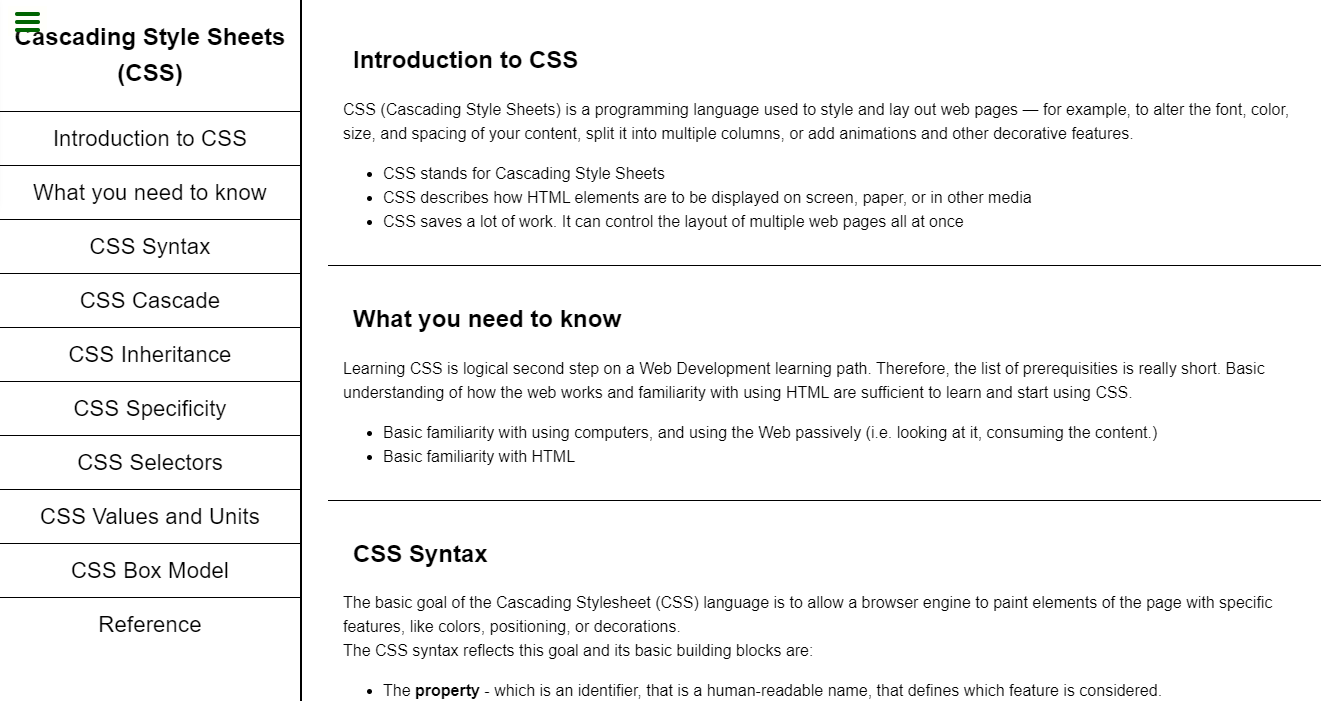 Cascading Style Sheets
(CSS)
Introduction to CSS
What you need to know
CSS Syntax
CSS Cascade
CSS Inheritance
CSS Specificity
CSS Selectors
CSS Values and Units
CSS Box Model
Reference
Introduction to CSS
CSS (Cascading Style Sheets) is a programming language used to style and lay out web pages — for example, to alter the font, color,
size, and spacing of your content, split it into multiple columns, or add animations and other decorative features.
• CSS stands for Cascading Style Sheets
• CSS describes how HTML elements are to be displayed on screen, paper, or in other media
• CSS saves a lot of work. It can control the layout of multiple web pages all at once
What you need to know
Learning CSS is logical second step on a Web Development learning path. Therefore, the list of prerequisities is really short. Basic
understanding of how the web works and familiarity with using HTML are sufficient to learn and start using CSS.
• Basic familiarity with using computers, and using the Web passively (i.e. looking at it, consuming the content.)
• Basic familiarity with HTML
CSS Syntax
The basic goal of the Cascading Stylesheet (CSS) language is to allow a browser engine to paint elements of the page with specific
features, like colors, positioning, or decorations.
The CSS syntax reflects this goal and its basic building blocks are:
• The property - which is an identifier, that is a human-readable name, that defines which feature is considered.